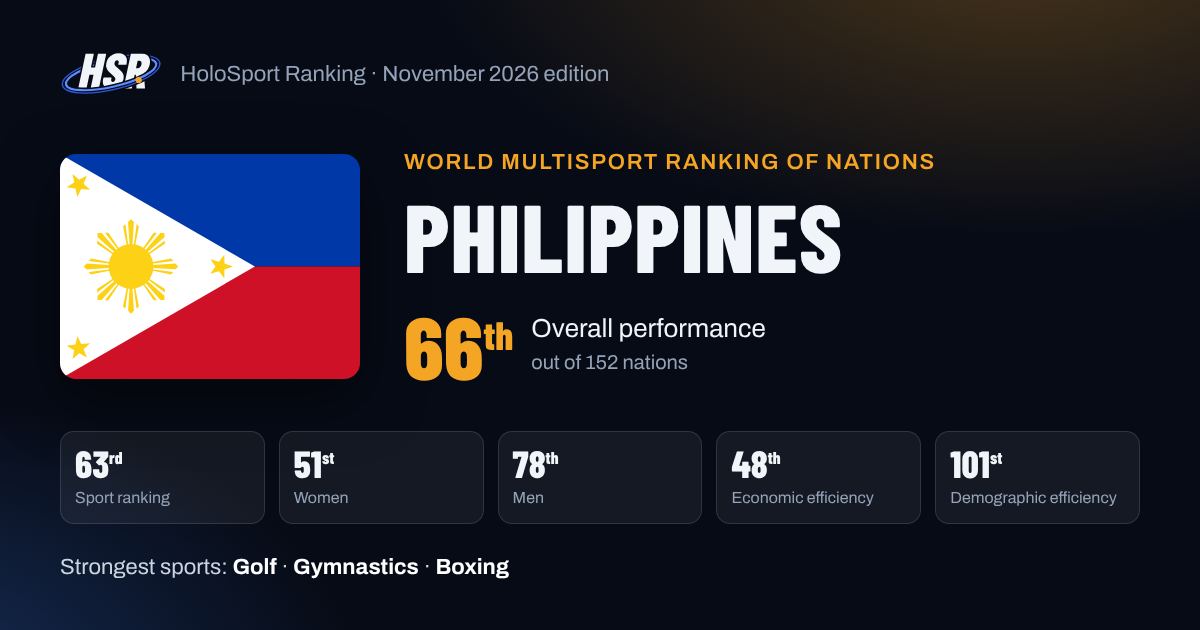 HSR HoloSport Ranking · November 2026 edition
WORLD MULTISPORT RANKING OF NATIONS
PHILIPPINES
66th Overall performance
out of 152 nations
63rd
Sport ranking
51st
Women
78th
Men
48th
Economic efficiency
101st
Demographic efficiency
Strongest sports: Golf · Gymnastics · Boxing